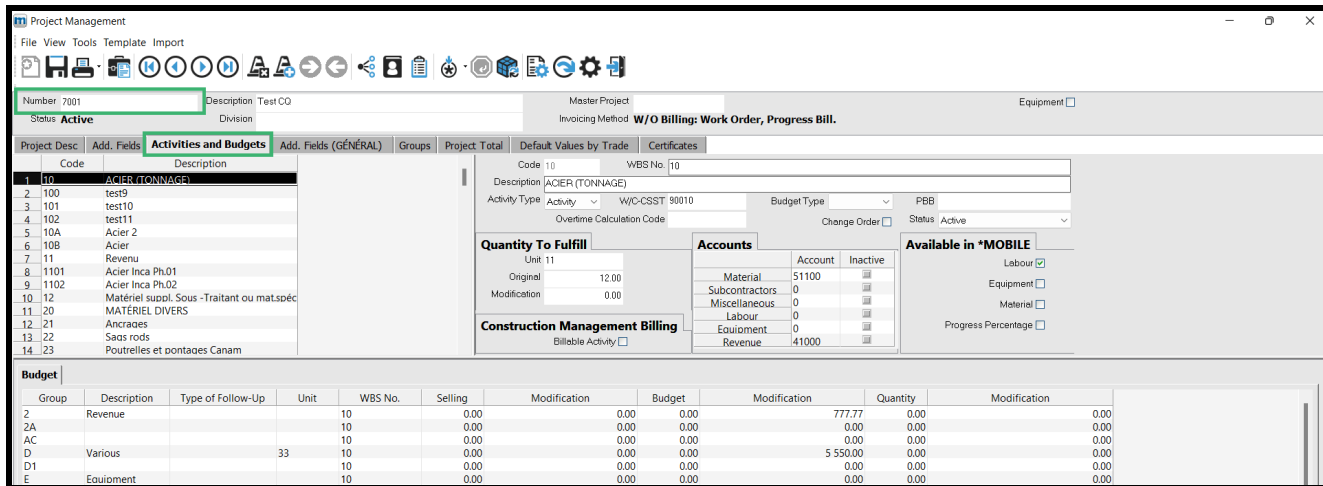 Project Management
File View Tools Template Import
Number 7001 Description Test CQ Master Project Equipment
Status Active Division Invoicing Method W/O Billing: Work Order, Progress Bill.
Project Desc Add. Fields Activities and Budgets Add. Fields (GÉNÉRAL) Groups Project Total Default Values by Trade Certificates
Code Description
1 10 ACIER (TONNAGE)
2 100 test9
3 101 test10
4 102 test11
5 10A Acier 2
6 10B Acier
7 11 Revenu
8 1101 Acier Inca Ph.01
9 1102 Acier Inca Ph.02
10 12 Matériel suppl. Sous -Traitant ou mat.spéc
11 20 MATÉRIEL DIVERS
12 21 Ancrages
13 22 Sags rods
14 23 Poutrelles et pontages Canam
Code 10 WBS No. 10
Description ACIER (TONNAGE)
Activity Type Activity W/C-CSST 90010 Budget Type PBB
Overtime Calculation Code Change Order Status Active
Quantity To Fulfill
Unit 11
Original 12.00
Modification 0.00
Construction Management Billing
Billable Activity
Accounts
Account Inactive
Material 51100
Subcontractors 0
Miscellaneous 0
Labour 0
Equipment 0
Revenue 41000
Available in *MOBILE
Labour
Equipment
Material
Progress Percentage
Budget
Group Description Type of Follow-Up Unit WBS No. Selling Modification Budget Modification Quantity Modification
2 Revenue 10 0.00 0.00 0.00 777.77 0.00 0.00
2A 10 0.00 0.00 0.00 0.00 0.00 0.00
AC 10 0.00 0.00 0.00 0.00 0.00 0.00
D Various 33 10 0.00 0.00 0.00 5 550.00 0.00 0.00
D1 10 0.00 0.00 0.00 0.00 0.00 0.00
E Equipment 10 0.00 0.00 0.00 0.00 0.00 0.00